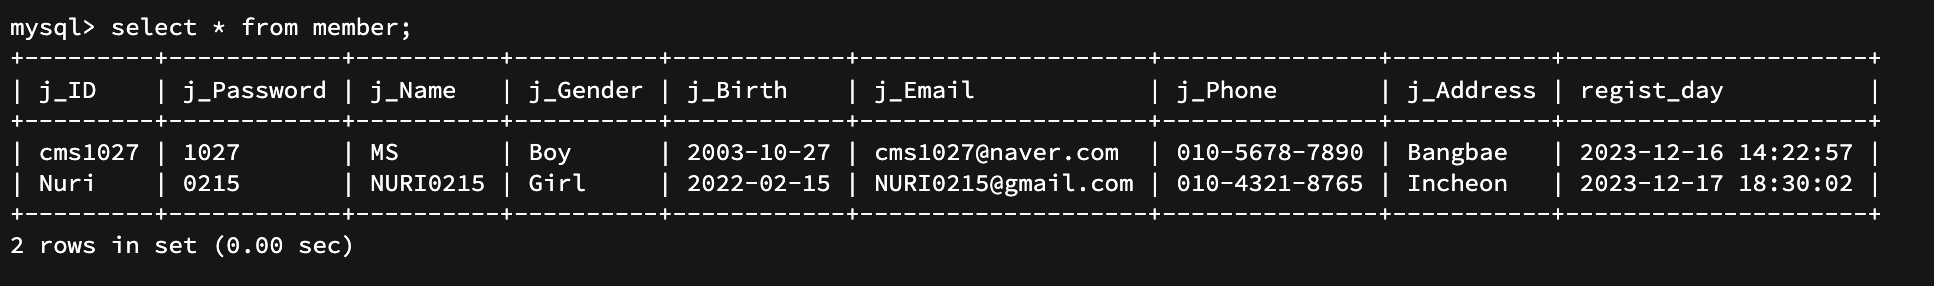 mysql> select * from member;
+---------+------------+----------+----------+------------+--------------------+---------------+-----------+---------------------+
| j_ID    | j_Password | j_Name   | j_Gender | j_Birth    | j_Email            | j_Phone       | j_Address | regist_day          |
+---------+------------+----------+----------+------------+--------------------+---------------+-----------+---------------------+
| cms1027 | 1027       | MS       | Boy      | 2003-10-27 | cms1027@naver.com  | 010-5678-7890 | Bangbae   | 2023-12-16 14:22:57 |
| Nuri    | 0215       | NURI0215 | Girl     | 2022-02-15 | NURI0215@gmail.com | 010-4321-8765 | Incheon   | 2023-12-17 18:30:02 |
+---------+------------+----------+----------+------------+--------------------+---------------+-----------+---------------------+
2 rows in set (0.00 sec)